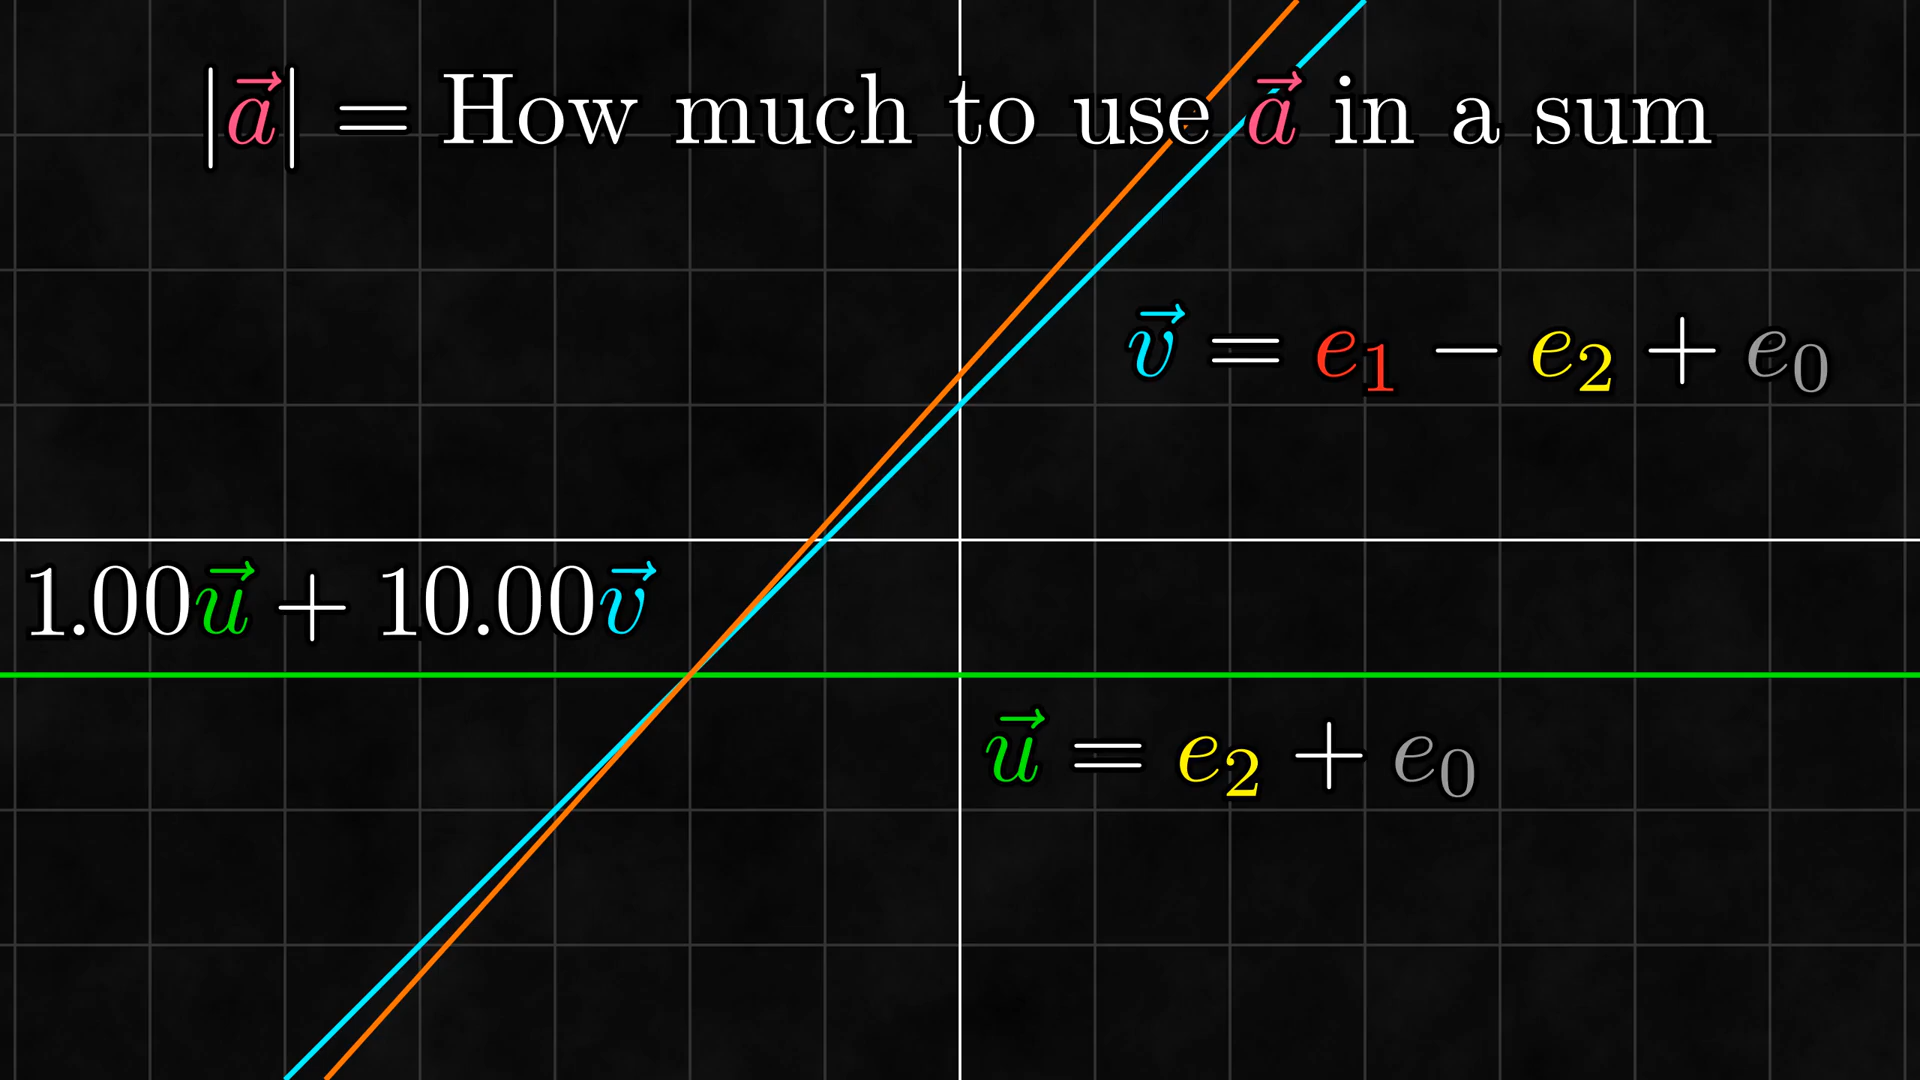 |a⃗| = How much to use a⃗ in a sum
v⃗ = e₁ − e₂ + e₀
1.00u⃗ + 10.00v⃗
u⃗ = e₂ + e₀